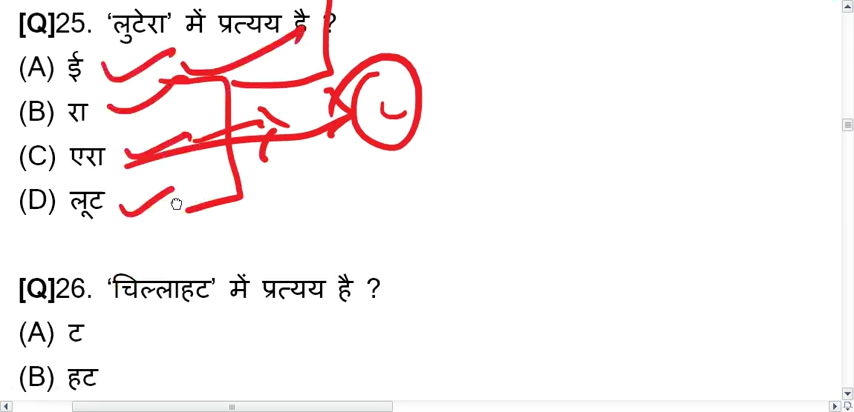 [Q]25. ‘लुटेरा’ में प्रत्यय है ?
(A) ई
(B) रा
(C) एरा
(D) लूट
[Q]26. ‘चिल्लाहट’ में प्रत्यय है ?
(A) ट
(B) हट